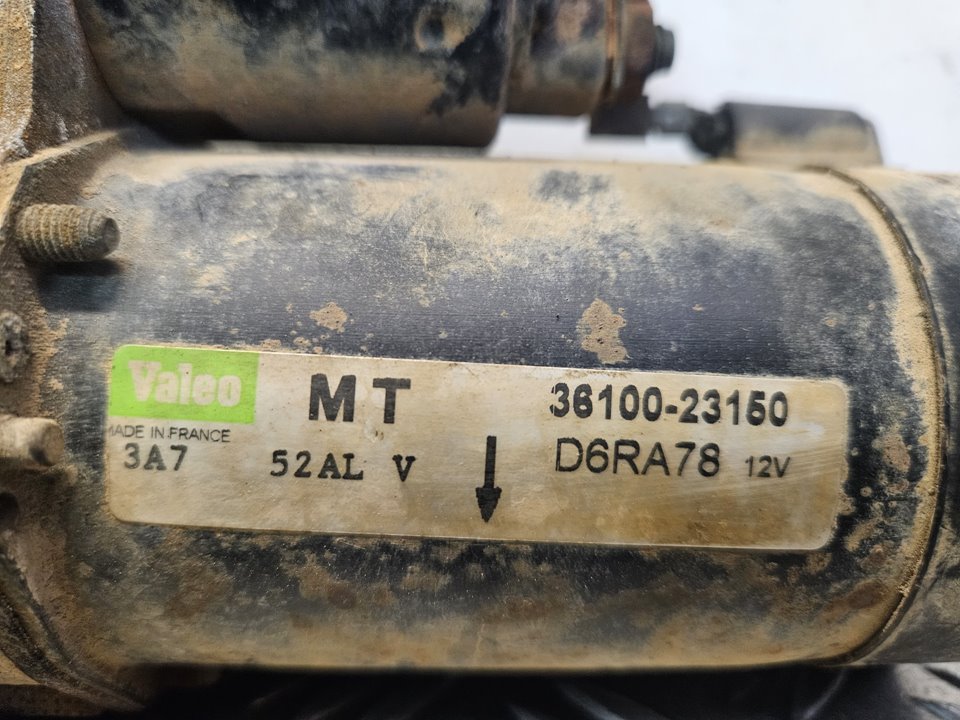 Valeo
MADE IN FRANCE
3A7
MT
52AL V
36100-23150
D6RA78 12V